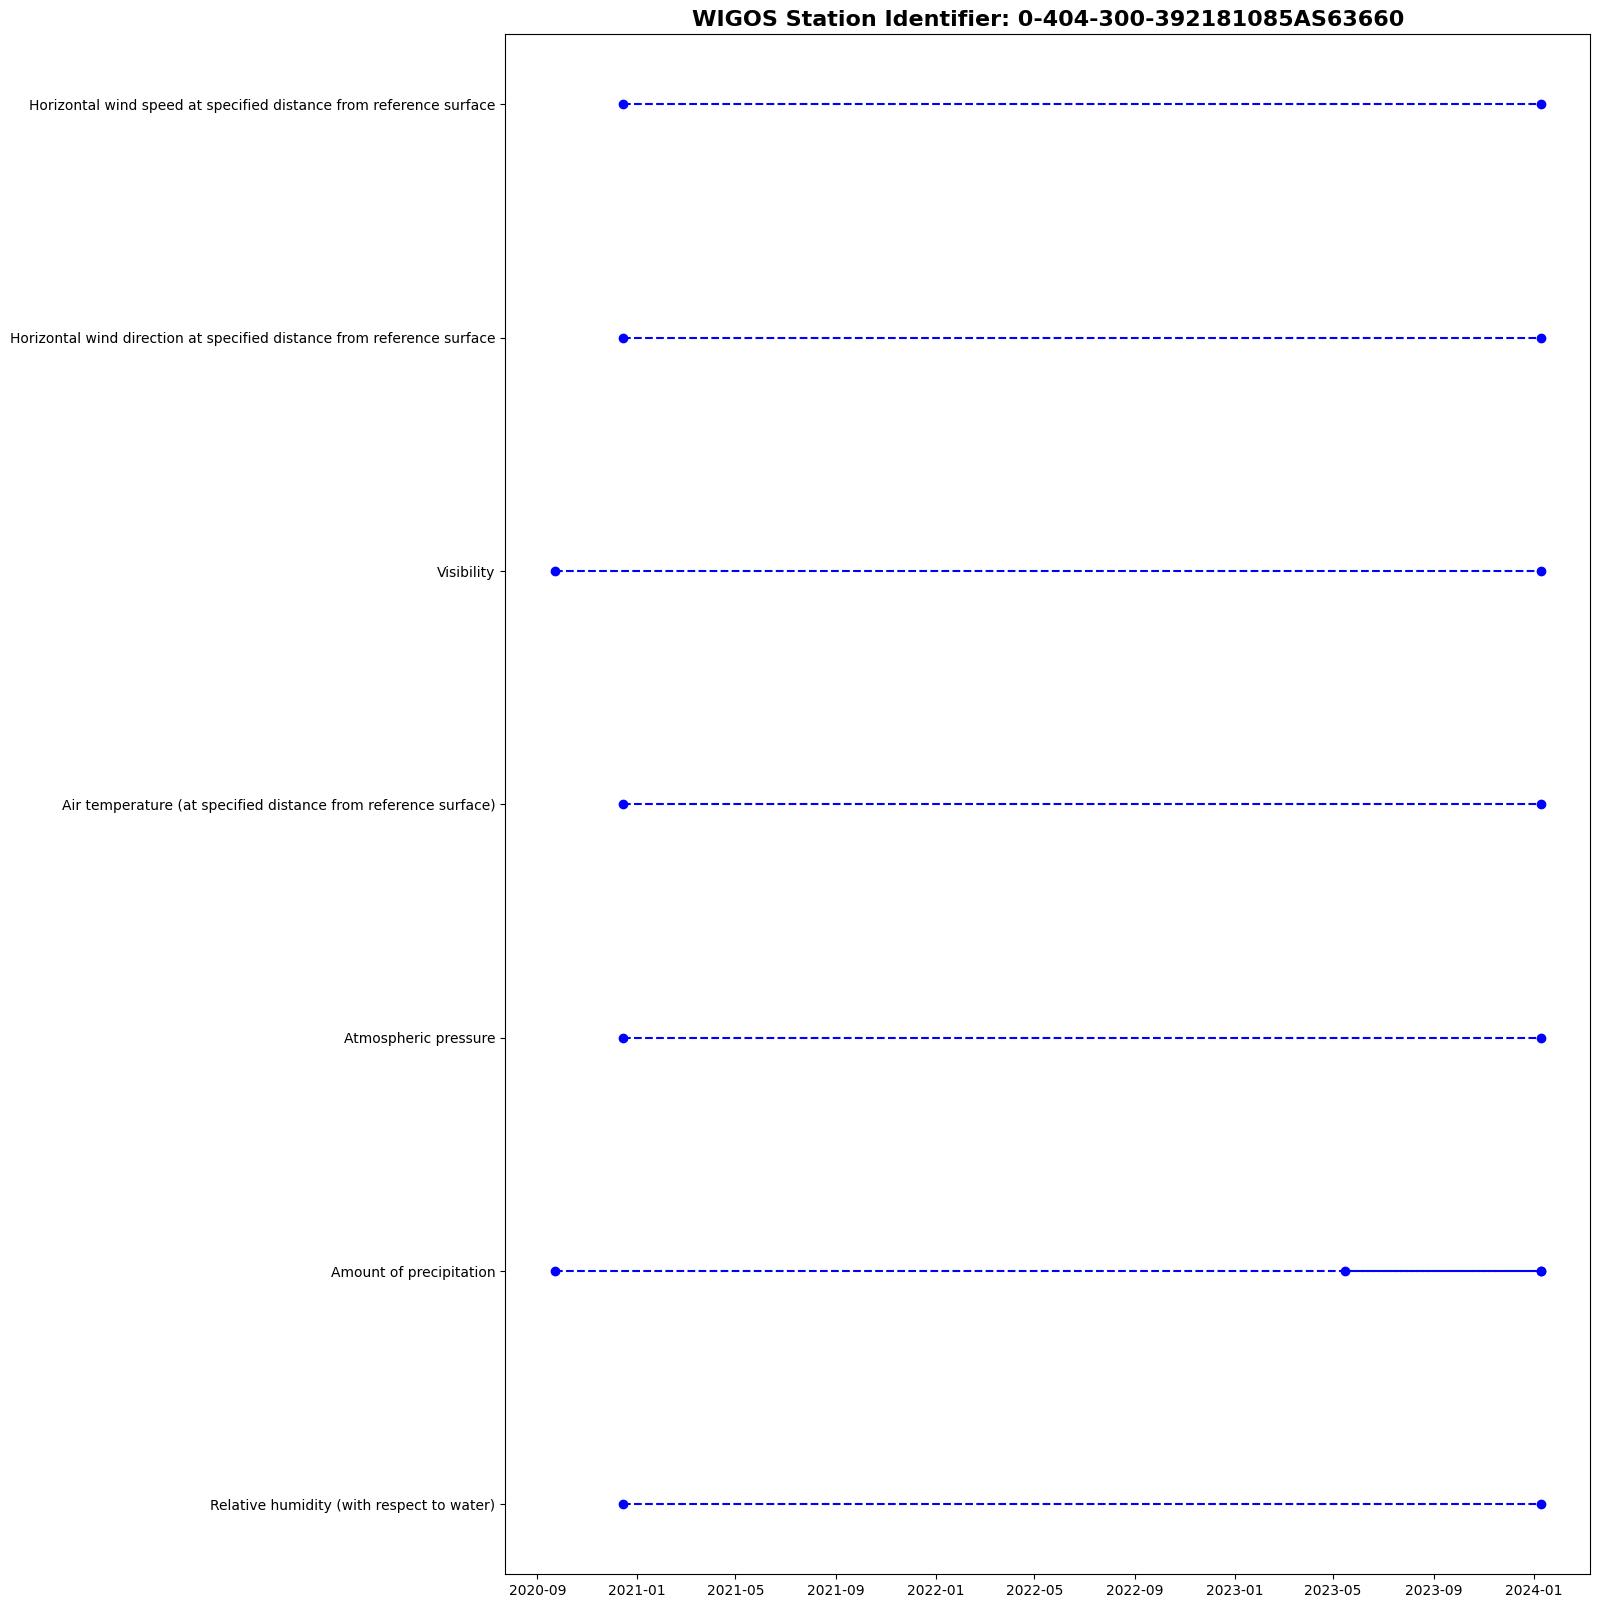 WIGOS Station Identifier: 0-404-300-392181085AS63660
Horizontal wind speed at specified distance from reference surface
Horizontal wind direction at specified distance from reference surface
Visibility
Air temperature (at specified distance from reference surface)
Atmospheric pressure
Amount of precipitation
Relative humidity (with respect to water)
2020-09 2021-01 2021-05 2021-09 2022-01 2022-05 2022-09 2023-01 2023-05 2023-09 2024-01